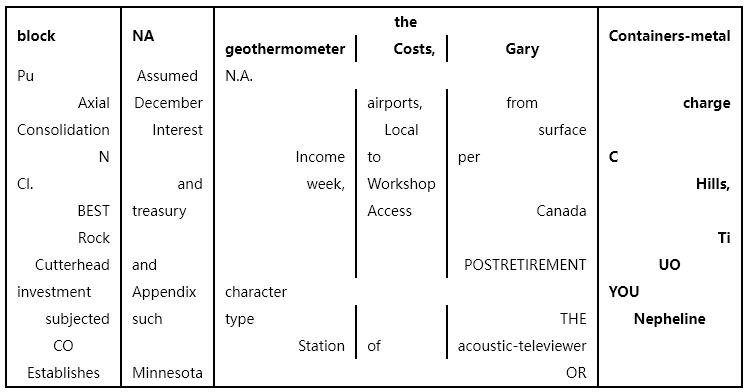 the
block NA geothermometer Costs, Gary Containers-metal
Pu Assumed N.A.
Axial December airports, from charge
Consolidation Interest Local surface
N Income to per C
Cl. and week, Workshop Hills,
BEST treasury Access Canada
Rock Ti
Cutterhead and POSTRETIREMENT UO
investment Appendix character YOU
subjected such type THE Nepheline
CO Station of acoustic-televiewer
Establishes Minnesota OR